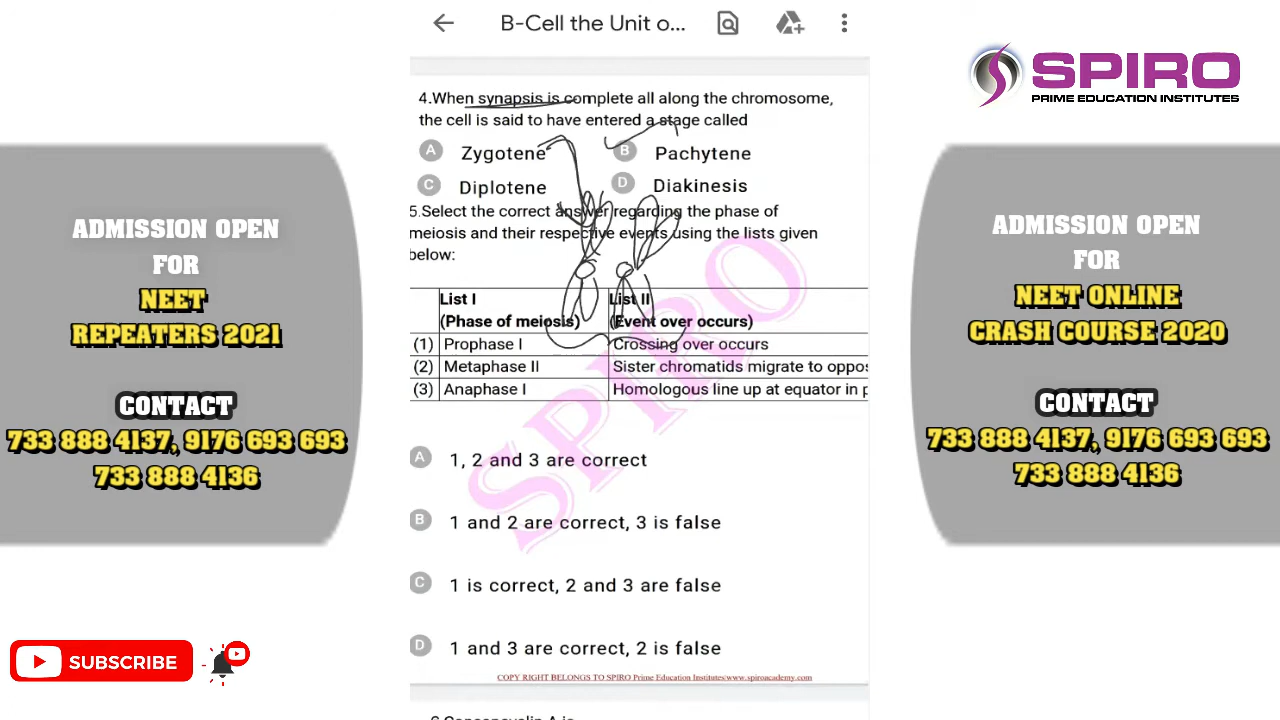 B-Cell the Unit o...
SPIRO
PRIME EDUCATION INSTITUTES
4.When synapsis is complete all along the chromosome,
the cell is said to have entered a stage called
A Zygotene B Pachytene
C Diplotene D Diakinesis
5.Select the correct answer regarding the phase of
meiosis and their respective events using the lists given
below:
List I List II
(Phase of meiosis) (Event over occurs)
(1) Prophase I Crossing over occurs
(2) Metaphase II Sister chromatids migrate to oppos
(3) Anaphase I Homologous line up at equator in p
A 1, 2 and 3 are correct
B 1 and 2 are correct, 3 is false
C 1 is correct, 2 and 3 are false
D 1 and 3 are correct, 2 is false
SPIRO
COPY RIGHT BELONGS TO SPIRO Prime Education Institutes|www.spiroacademy.com
ADMISSION OPEN
FOR
NEET
REPEATERS 2021
CONTACT
733 888 4137, 9176 693 693
733 888 4136
ADMISSION OPEN
FOR
NEET ONLINE
CRASH COURSE 2020
CONTACT
733 888 4137, 9176 693 693
733 888 4136
SUBSCRIBE